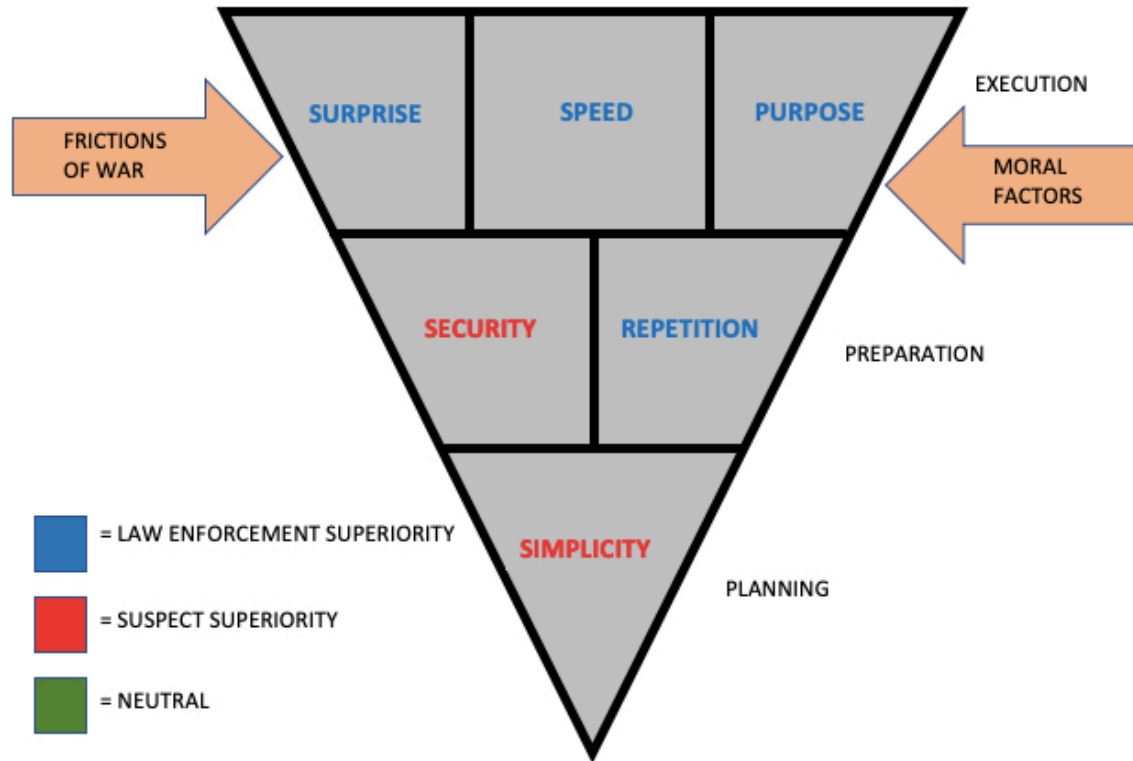 EXECUTION
SURPRISE
SPEED
PURPOSE
FRICTIONS
OF WAR
MORAL
FACTORS
SECURITY
REPETITION
PREPARATION
= LAW ENFORCEMENT SUPERIORITY
SIMPLICITY
PLANNING
= SUSPECT SUPERIORITY
= NEUTRAL